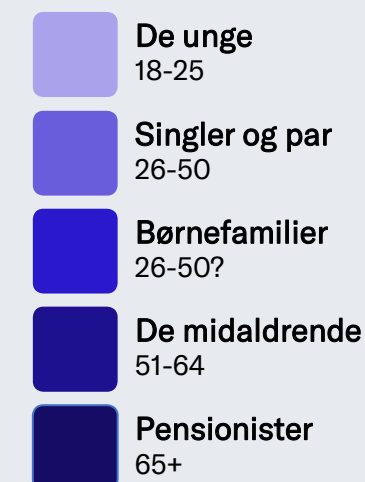 De unge
18-25
Singler og par
26-50
Børnefamilier
26-50?
De midaldrende
51-64
Pensionister
65+